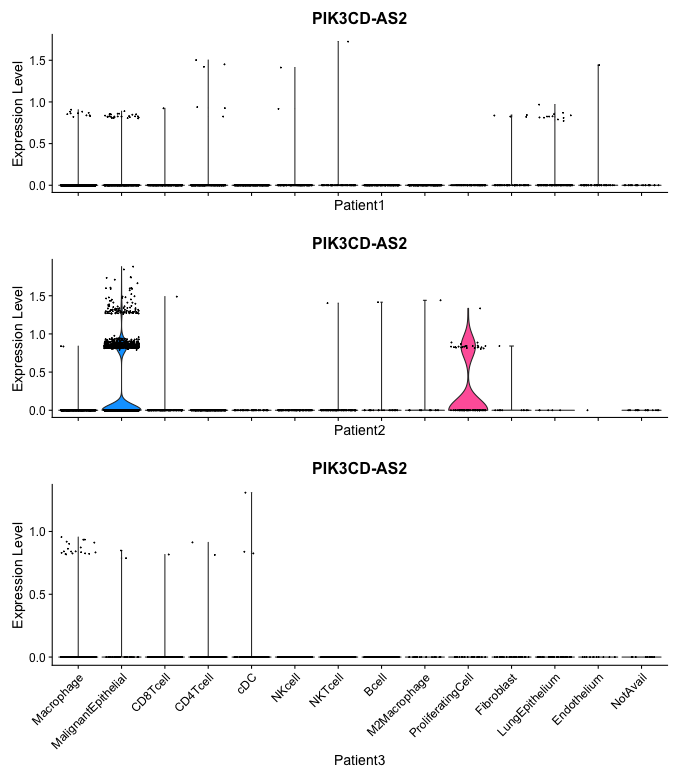 PIK3CD-AS2
Expression Level
1.5
1.0
0.5
0.0
Patient1
PIK3CD-AS2
Expression Level
1.5
1.0
0.5
0.0
Patient2
PIK3CD-AS2
Expression Level
1.0
0.5
0.0
Macrophage
MalignantEpithelial
CD8Tcell
CD4Tcell
cDC
NKcell
NKTcell
Bcell
M2Macrophage
ProliferatingCell
Fibroblast
LungEpithelium
Endothelium
NotAvail
Patient3